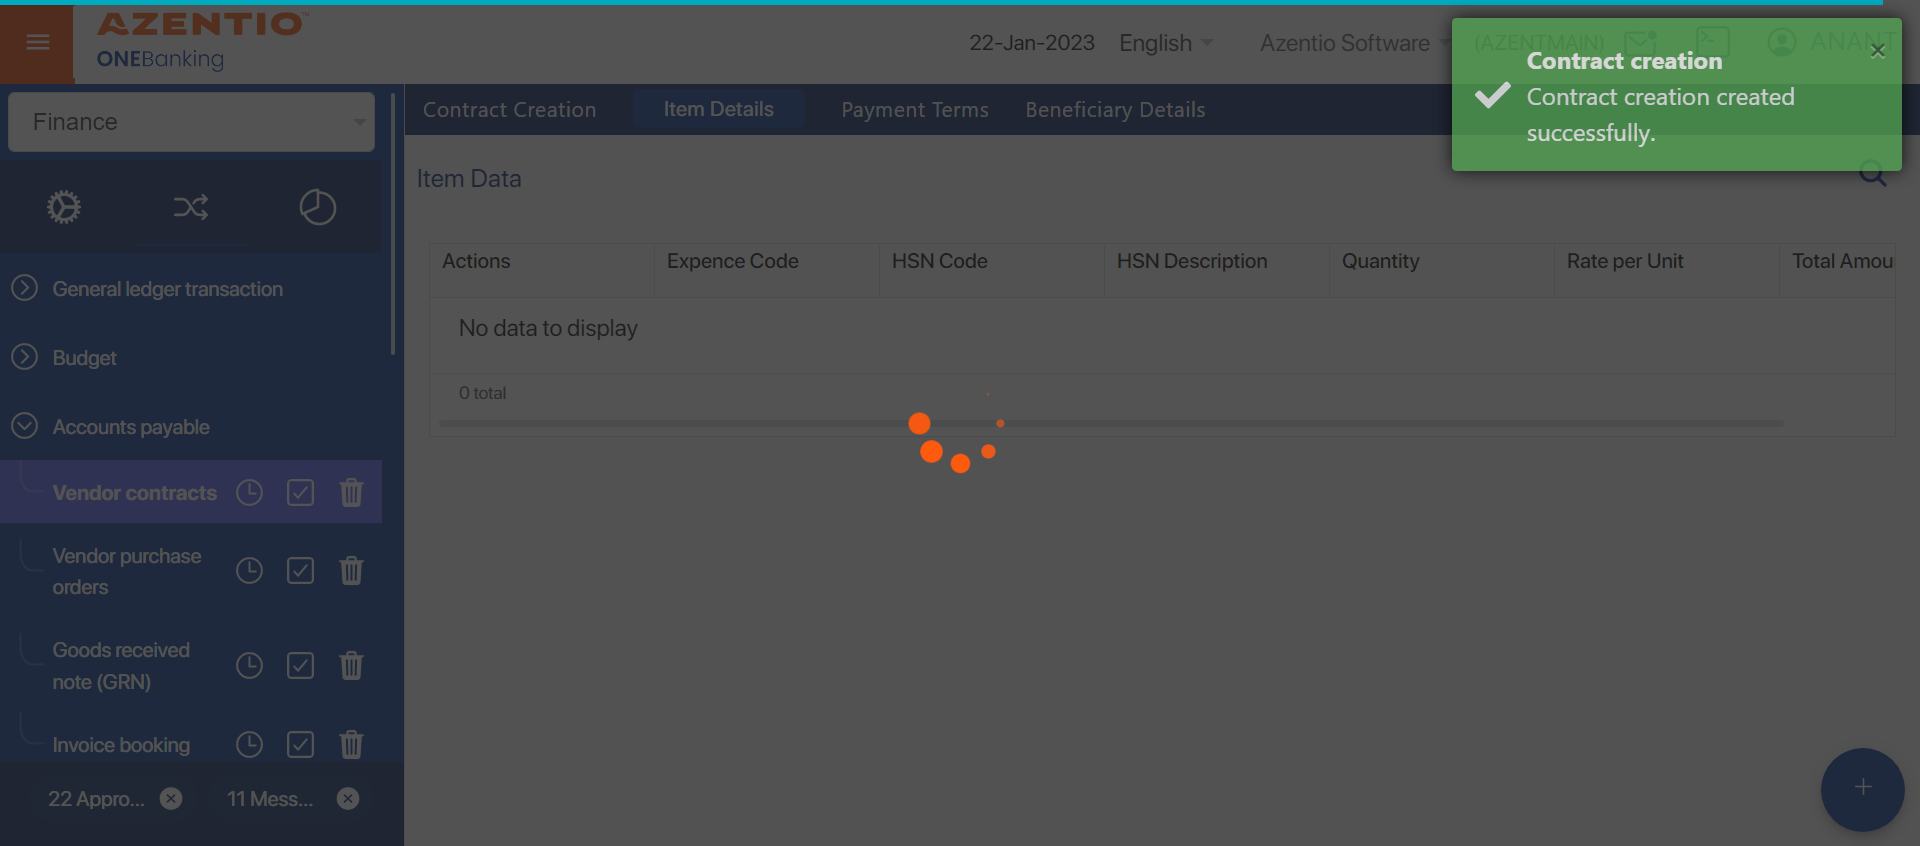 AZENTIO
ONEBanking
22-Jan-2023 English Azentio Software (AZENTMAIN) ANANT
Contract creation
Contract creation created
successfully.
Finance
Contract Creation Item Details Payment Terms Beneficiary Details
Item Data
Actions Expence Code HSN Code HSN Description Quantity Rate per Unit Total Amou
No data to display
0 total
General ledger transaction
Budget
Accounts payable
Vendor contracts
Vendor purchase
orders
Goods received
note (GRN)
Invoice booking
22 Appro... 11 Mess...